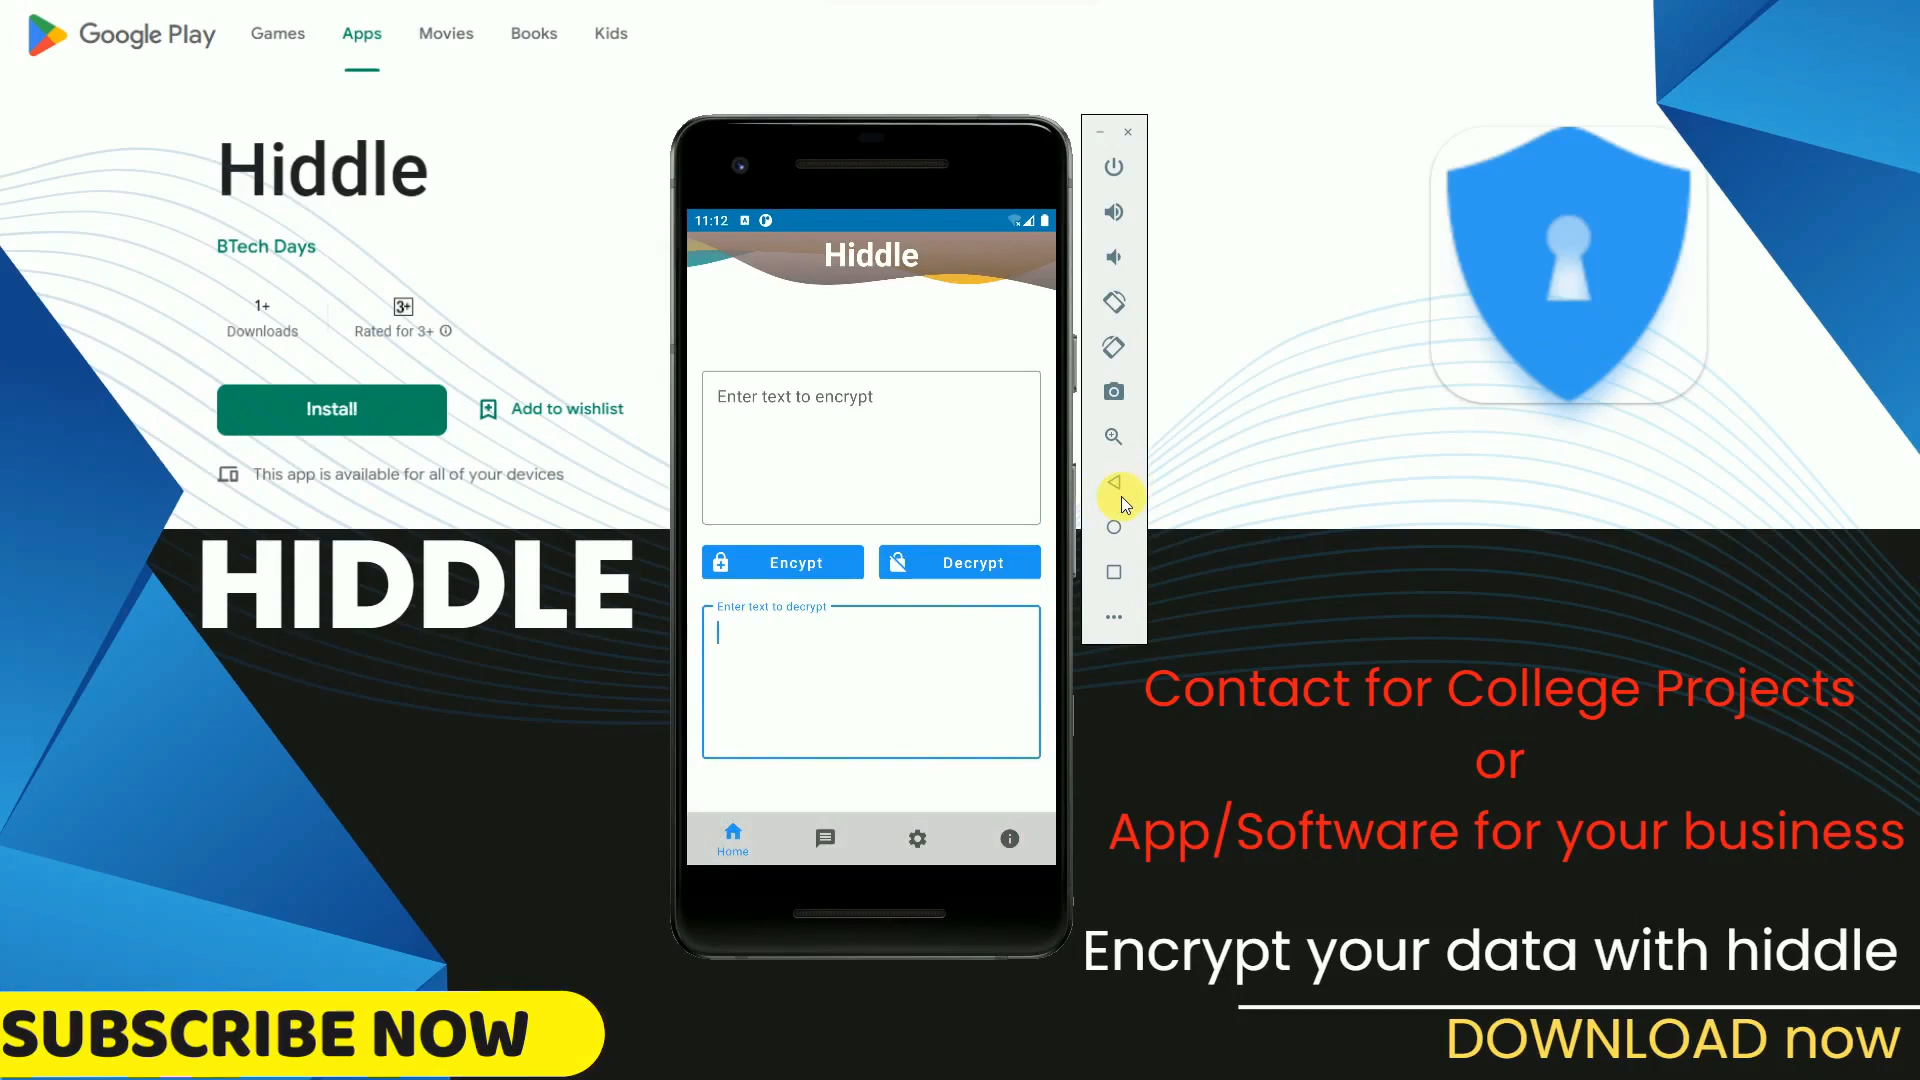 Google Play Games Apps Movies Books Kids
Hiddle
BTech Days
1+
3+
Downloads
Rated for 3+
Install
Add to wishlist
This app is available for all of your devices
HIDDLE
SUBSCRIBE NOW
11:12
Hiddle
Enter text to encrypt
Encypt
Decrypt
Enter text to decrypt
Home
Contact for College Projects
or
App/Software for your business
Encrypt your data with hiddle
DOWNLOAD now